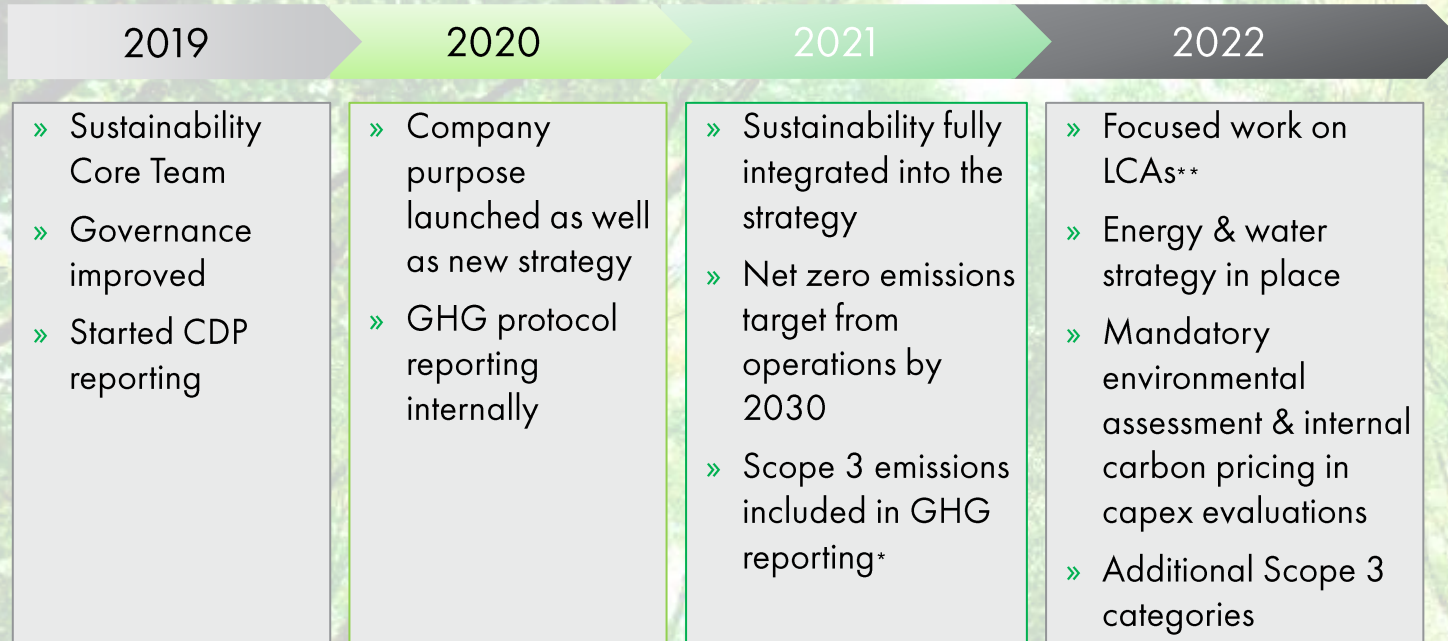 2019
2020
2021
2022
» Sustainability
Core Team
» Governance
improved
» Started CDP
reporting
» Company
purpose
launched as well
as new strategy
» GHG protocol
reporting
internally
» Sustainability fully
integrated into the
strategy
» Net zero emissions
target from
operations by
2030
» Scope 3 emissions
included in GHG
reporting*
» Focused work on
LCAs**
» Energy & water
strategy in place
» Mandatory
environmental
assessment & internal
carbon pricing in
capex evaluations
» Additional Scope 3
categories